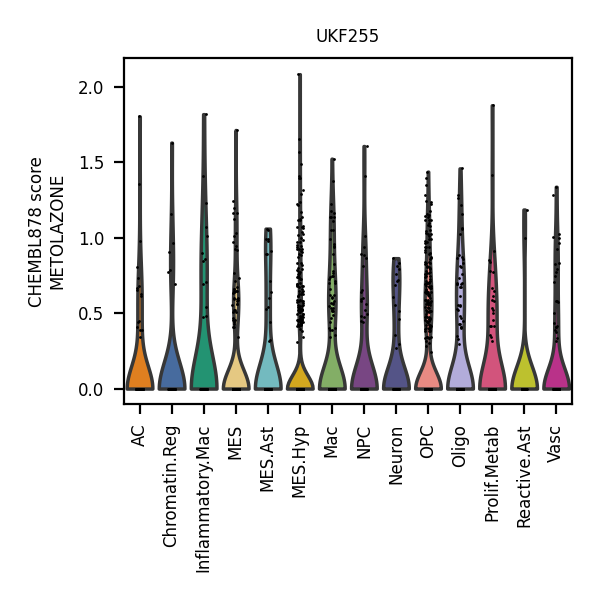 UKF255
CHEMBL878 score
METOLAZONE
2.0
1.5
1.0
0.5
0.0
AC
Chromatin.Reg
Inflammatory.Mac
MES
MES.Ast
MES.Hyp
Mac
NPC
Neuron
OPC
Oligo
Prolif.Metab
Reactive.Ast
Vasc